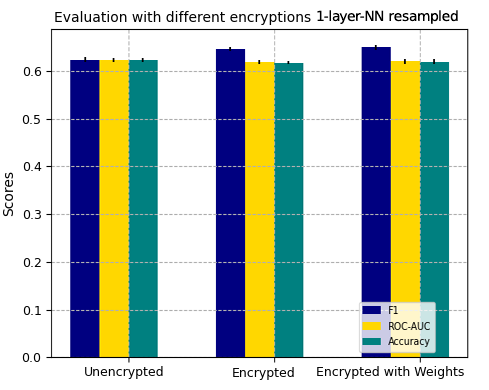 Evaluation with different encryptions 1-layer-NN resampled
Scores
0.6
0.5
0.4
0.3
0.2
0.1
0.0
F1
ROC-AUC
Accuracy
Unencrypted
Encrypted
Encrypted with Weights